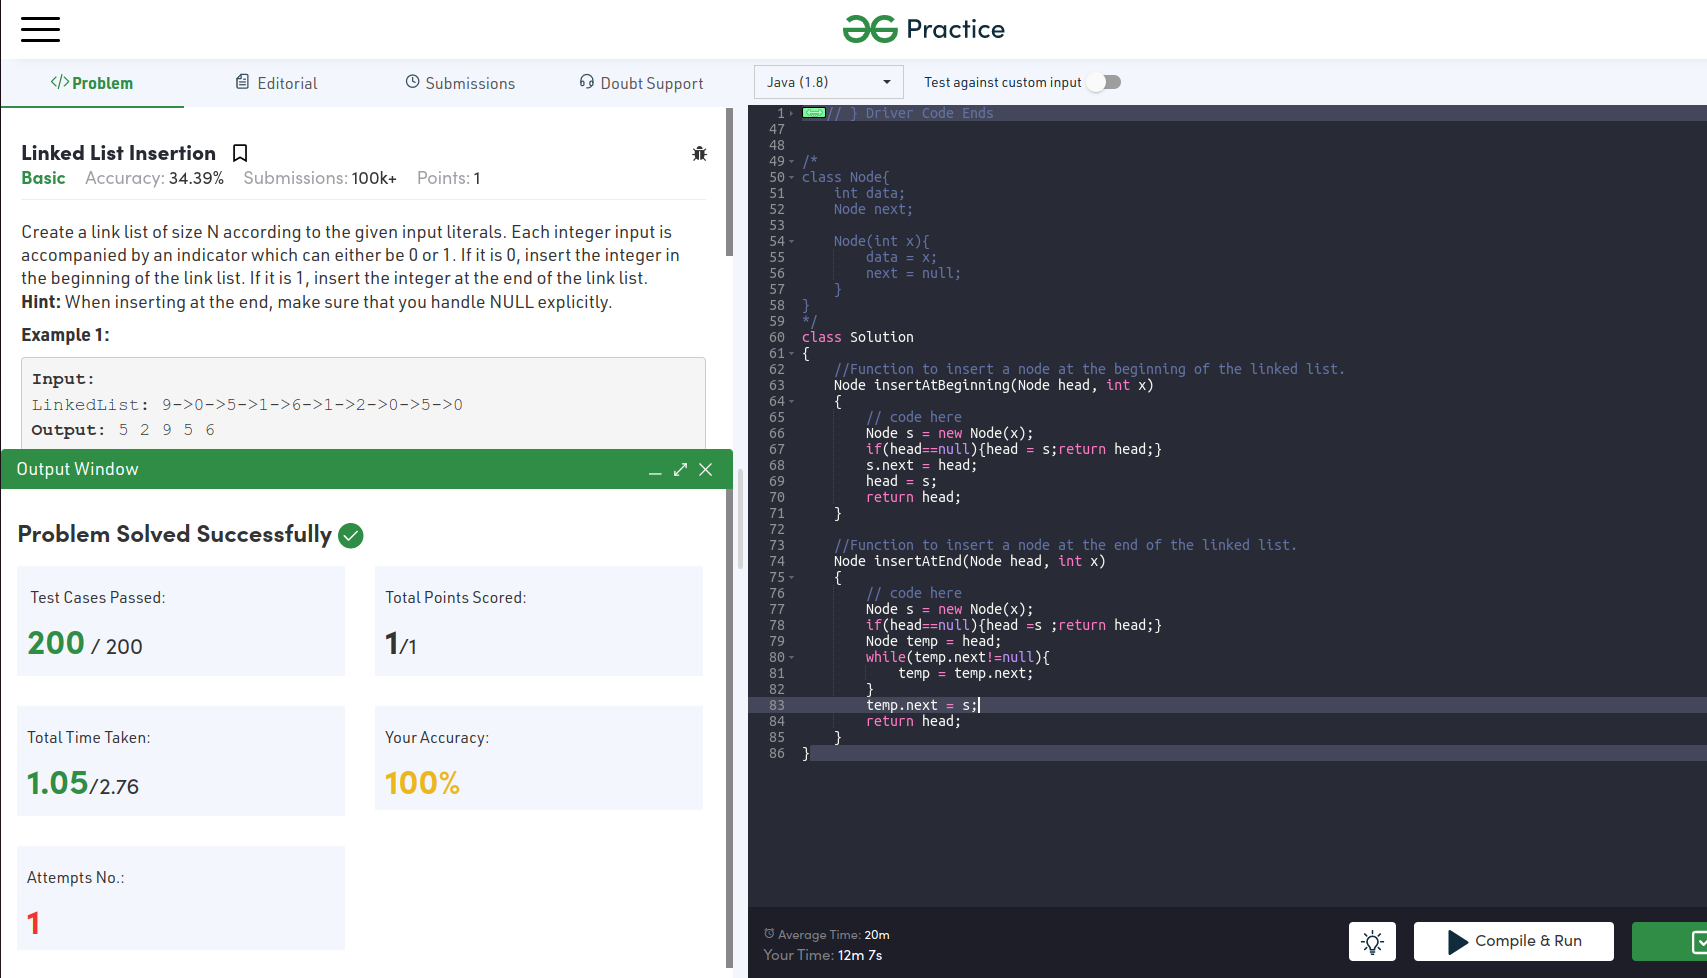 Practice
</>Problem
Editorial
Submissions
Doubt Support
Linked List Insertion
Basic Accuracy: 34.39% Submissions: 100k+ Points: 1
Create a link list of size N according to the given input literals. Each integer input is
accompanied by an indicator which can either be 0 or 1. If it is 0, insert the integer in
the beginning of the link list. If it is 1, insert the integer at the end of the link list.
Hint: When inserting at the end, make sure that you handle NULL explicitly.
Example 1:
Input:
LinkedList: 9->0->5->1->6->1->2->0->5->0
Output: 5 2 9 5 6
Output Window
Problem Solved Successfully
Test Cases Passed:
200 / 200
Total Points Scored:
1/1
Total Time Taken:
1.05/2.76
Your Accuracy:
100%
Attempts No.:
1
Java (1.8)
Test against custom input
1 // } Driver Code Ends
47
48
49 /*
50 class Node{
51 int data;
52 Node next;
53
54 Node(int x){
55 data = x;
56 next = null;
57 }
58 }
59 */
60 class Solution
61 {
62 //Function to insert a node at the beginning of the linked list.
63 Node insertAtBeginning(Node head, int x)
64 {
65 // code here
66 Node s = new Node(x);
67 if(head==null){head = s;return head;}
68 s.next = head;
69 head = s;
70 return head;
71 }
72
73 //Function to insert a node at the end of the linked list.
74 Node insertAtEnd(Node head, int x)
75 {
76 // code here
77 Node s = new Node(x);
78 if(head==null){head =s ;return head;}
79 Node temp = head;
80 while(temp.next!=null){
81 temp = temp.next;
82 }
83 temp.next = s;
84 return head;
85 }
86 }
Average Time: 20m
Your Time: 12m 7s
Compile & Run